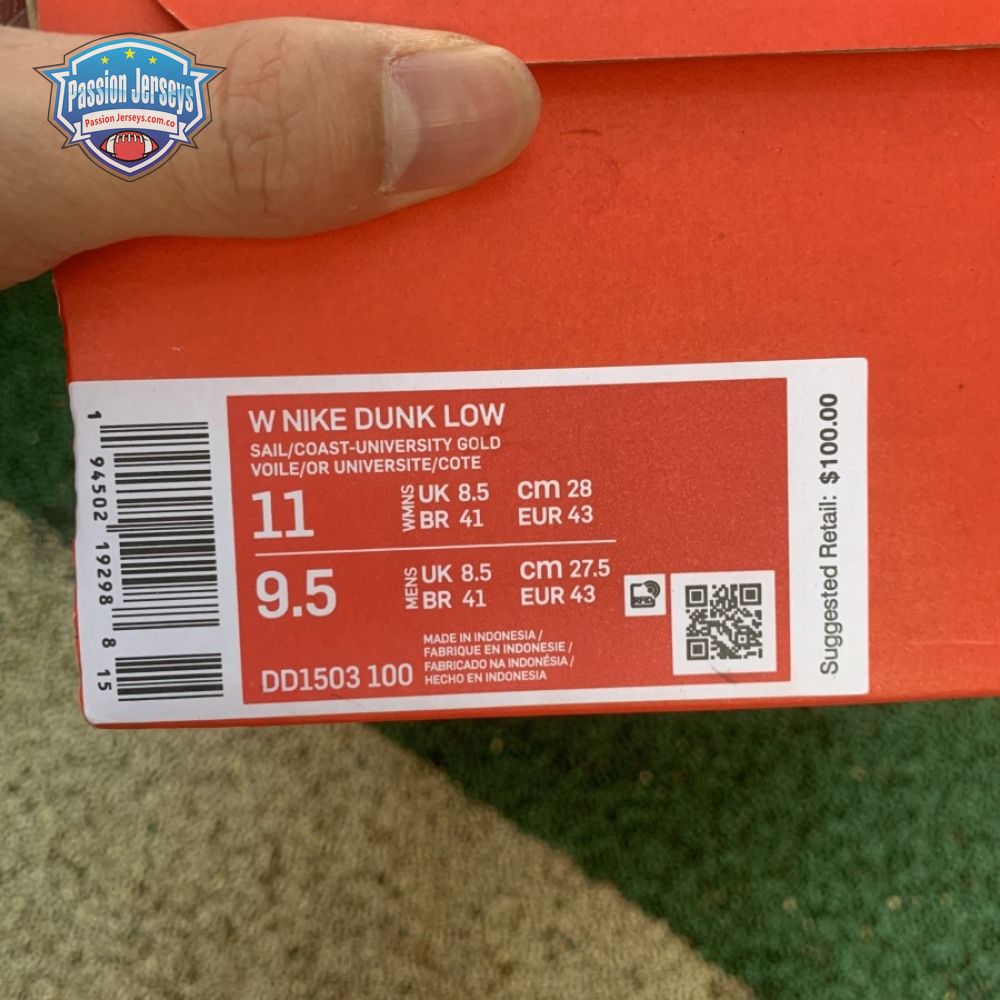 Passion Jerseys
Passion Jerseys.com.co
W NIKE DUNK LOW
SAIL/COAST-UNIVERSITY GOLD
VOILE/OR UNIVERSITE/COTE
11 WMNS UK 8.5 cm 28
BR 41 EUR 43
9.5 MENS UK 8.5 cm 27.5
BR 41 EUR 43
MADE IN INDONESIA /
FABRIQUE EN INDONESIE /
FABRICADO NA INDONÉSIA /
HECHO EN INDONESIA
DD1503 100
1 94502 19298 8 15
Suggested Retail: $100.00